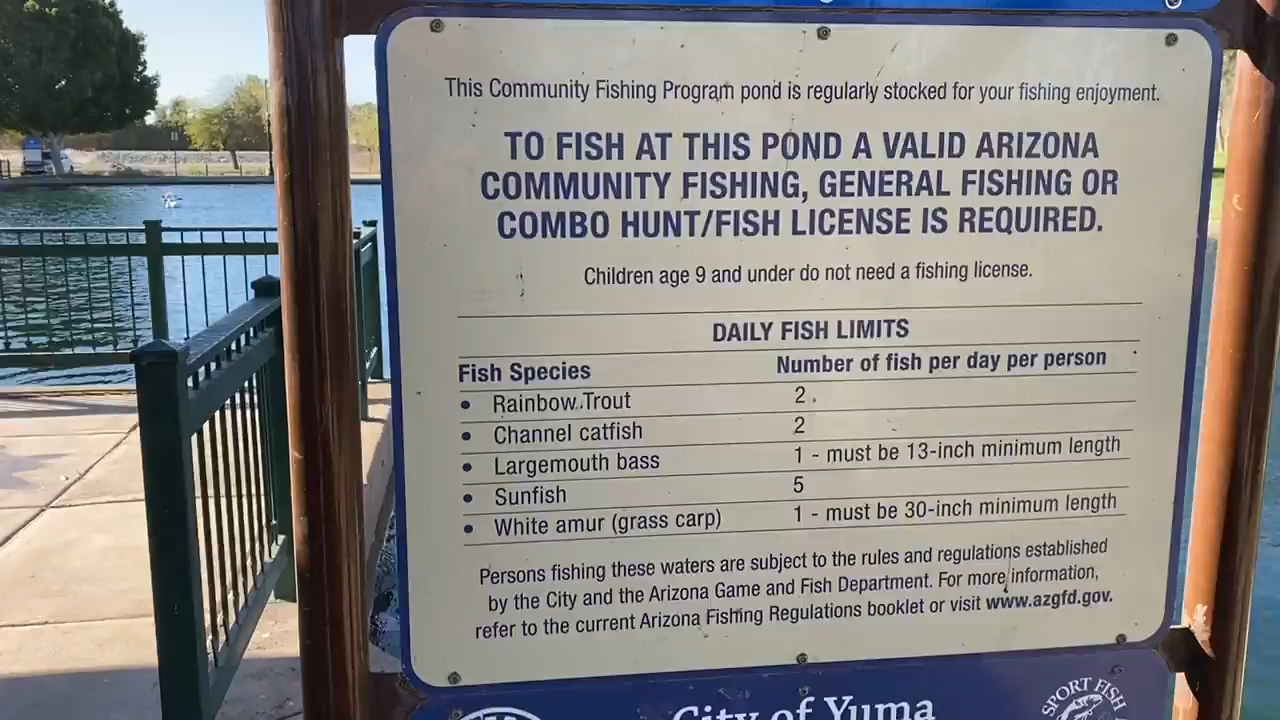 This Community Fishing Program pond is regularly stocked for your fishing enjoyment.
TO FISH AT THIS POND A VALID ARIZONA
COMMUNITY FISHING, GENERAL FISHING OR
COMBO HUNT/FISH LICENSE IS REQUIRED.
Children age 9 and under do not need a fishing license.
DAILY FISH LIMITS
Fish Species Number of fish per day per person
• Rainbow Trout 2
• Channel catfish 2
• Largemouth bass 1 - must be 13-inch minimum length
• Sunfish 5
• White amur (grass carp) 1 - must be 30-inch minimum length
Persons fishing these waters are subject to the rules and regulations established
by the City and the Arizona Game and Fish Department. For more information,
refer to the current Arizona Fishing Regulations booklet or visit www.azgfd.gov.
City of Yuma
SPORT FISH